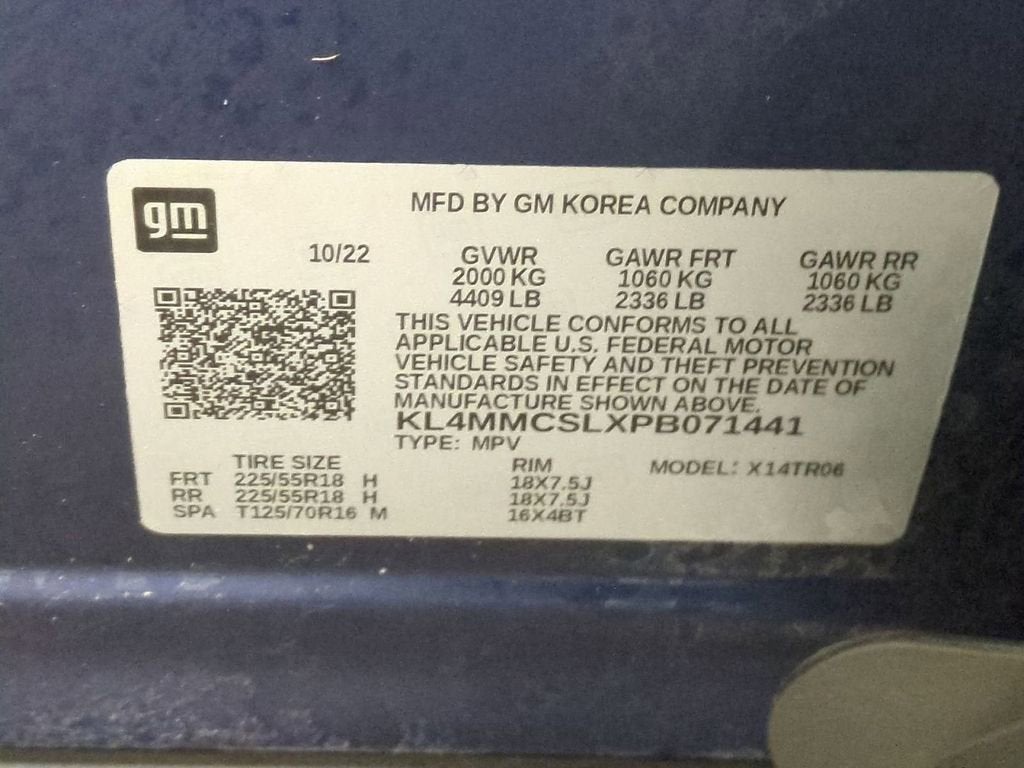 gm
MFD BY GM KOREA COMPANY
10/22 GVWR GAWR FRT GAWR RR
2000 KG 1060 KG 1060 KG
4409 LB 2336 LB 2336 LB
THIS VEHICLE CONFORMS TO ALL
APPLICABLE U.S. FEDERAL MOTOR
VEHICLE SAFETY AND THEFT PREVENTION
STANDARDS IN EFFECT ON THE DATE OF
MANUFACTURE SHOWN ABOVE.
KL4MMCSLXPB071441
TYPE: MPV
TIRE SIZE RIM MODEL: X14TR06
FRT 225/55R18 H 18X7.5J
RR 225/55R18 H 18X7.5J
SPA T125/70R16 M 16X4BT